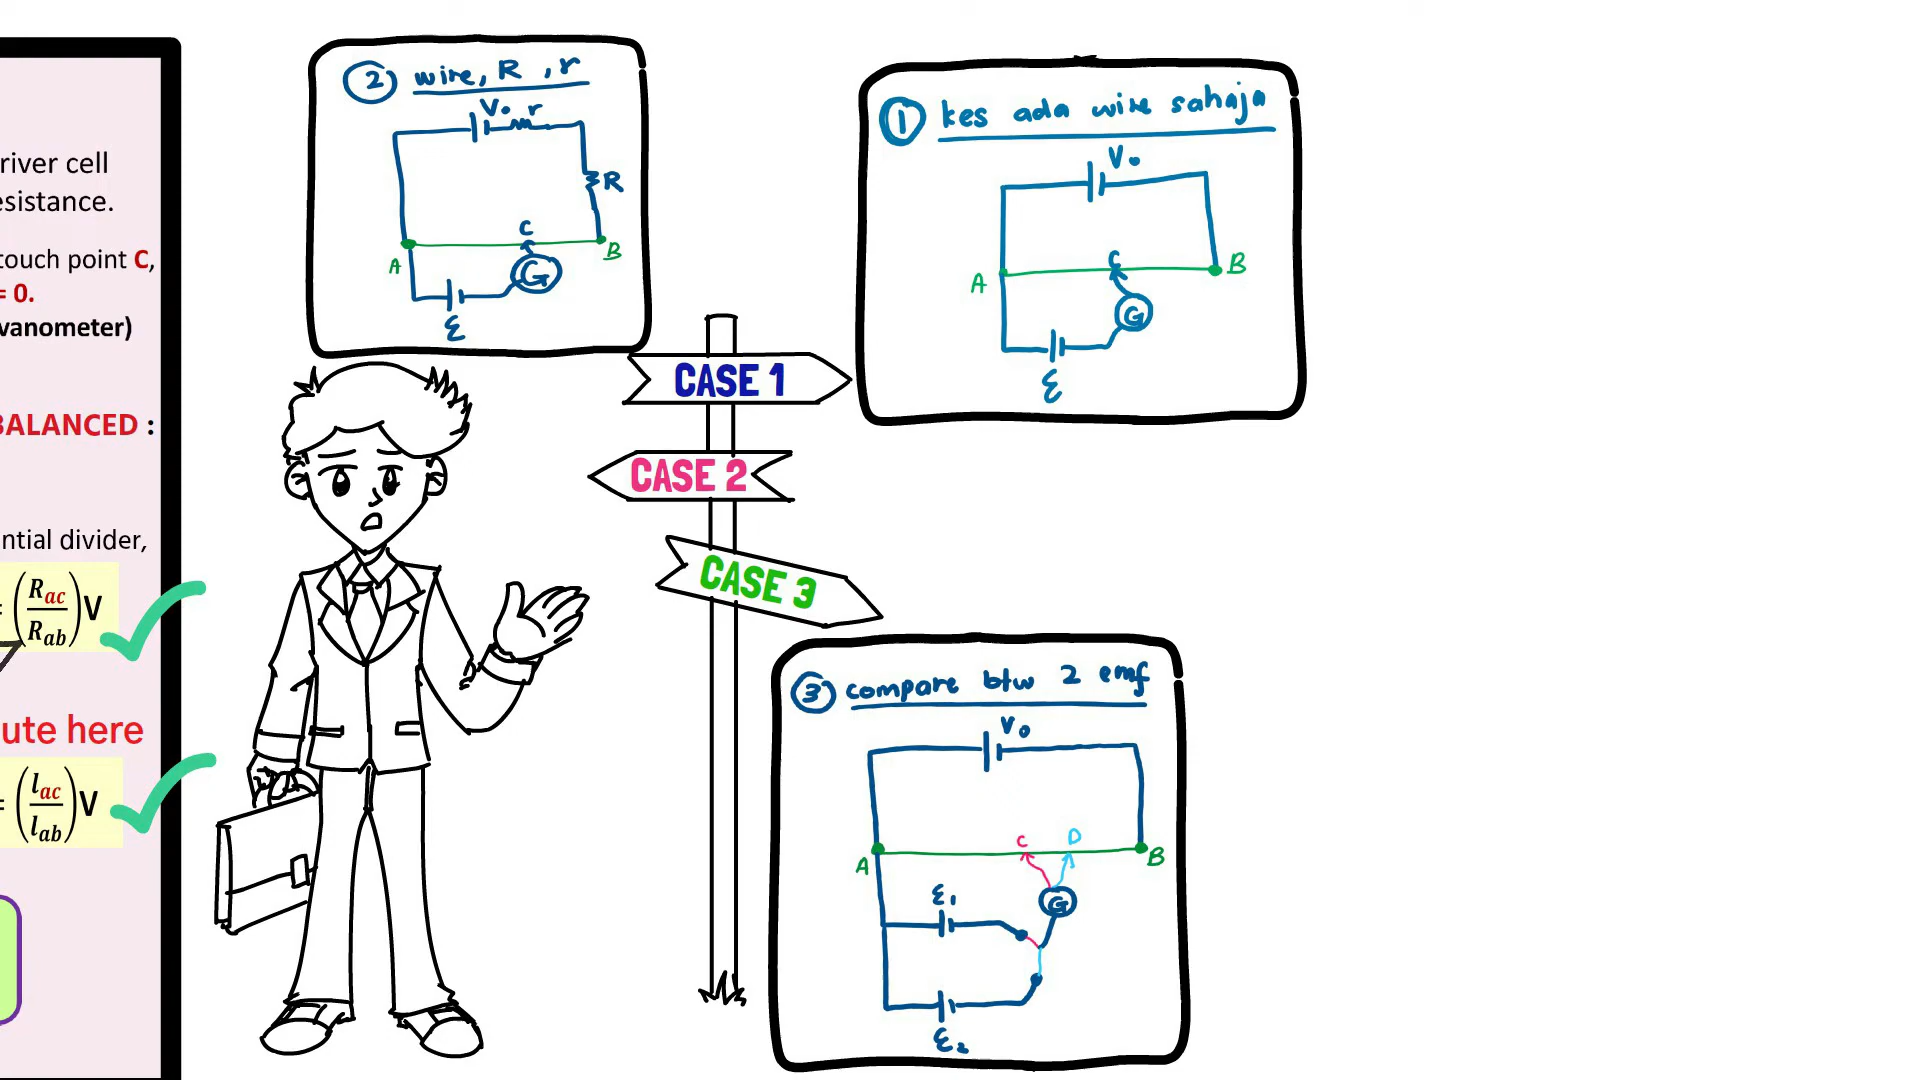 river cell
esistance.
touch point C,
= 0.
vanometer)
BALANCED :
ntial divider,
= (Rac/Rab)V
ute here
= (lac/lab)V
② wire, R , r
V₀ r
R
C
A
B
G
ε
CASE 1
CASE 2
CASE 3
① kes ada wire sahaja
V₀
C
A
B
G
ε
③ compare btw 2 emf
V₀
C D
A
B
ε₁
G
ε₂